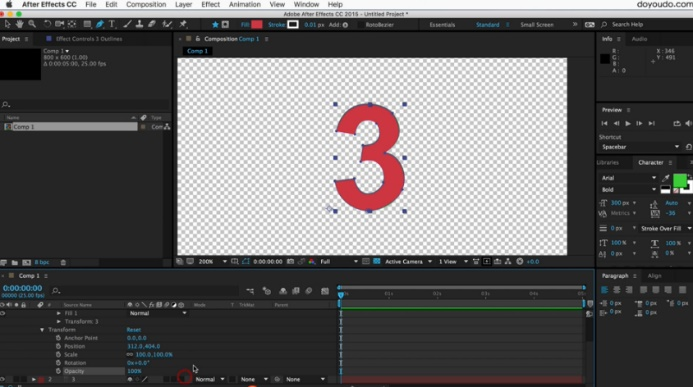 After Effects CC File Edit Composition Layer Effect Animation View Window Help
doyoudo.com
Adobe After Effects CC 2015 - Untitled Project *
Fill Stroke 0.01 px Add: RotoBezier Essentials Standard Small Screen Search Help
Project Effect Controls 3 Outlines
Composition Comp 1
Info Audio
Comp 1
Comp 1
800 x 600 (1.00)
Δ 0:00:05:00, 25.00 fps
R :
G :
B :
A : 0
X : 346
Y : 491
3
Preview
Shortcut
Spacebar
Name Type
Comp 1 Com
Libraries Character
Arial
Bold
300 px Auto
Metrics -36
0 px Stroke Over Fill
100 % 100 %
0 px 0 %
8 bpc
200% 0:00:00:00 Full Active Camera 1 View +0.0
Comp 1
Paragraph Align
0:00:00:00
00000 (25.00 fps)
Source Name Mode T TrkMat Parent
01s 02s 03s 04s
0 px 0 px 0 px
0 px 0 px
Fill 1 Normal
Transform: 3
Transform Reset
Anchor Point 0.0,0.0
Position 312.0,404.0
Scale 100.0,100.0%
Rotation 0x+0.0°
Opacity 100%
2 3 Normal None None